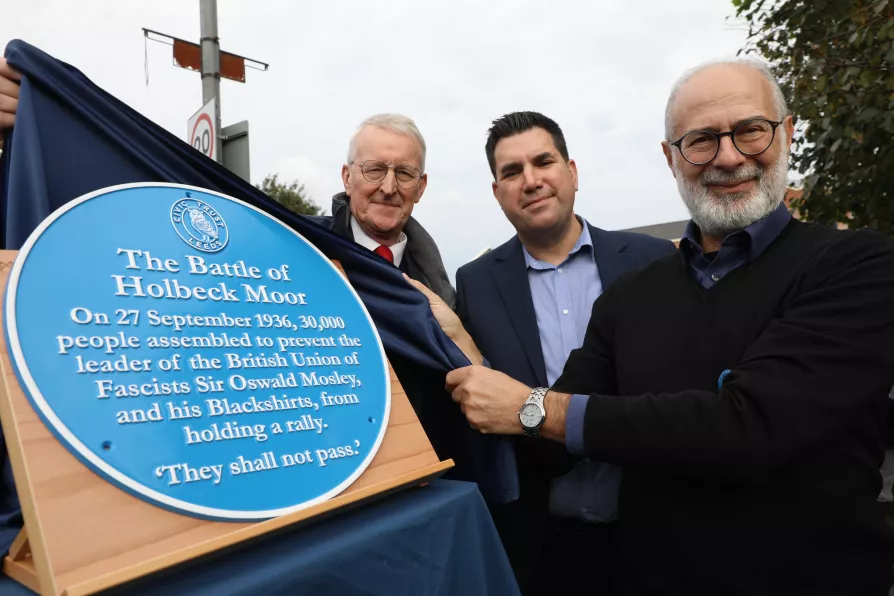 CIVIC TRUST
LEEDS
The Battle of
Holbeck Moor
On 27 September 1936, 30,000
people assembled to prevent the
leader of the British Union of
Fascists Sir Oswald Mosley,
and his Blackshirts, from
holding a rally.
‘They shall not pass.’